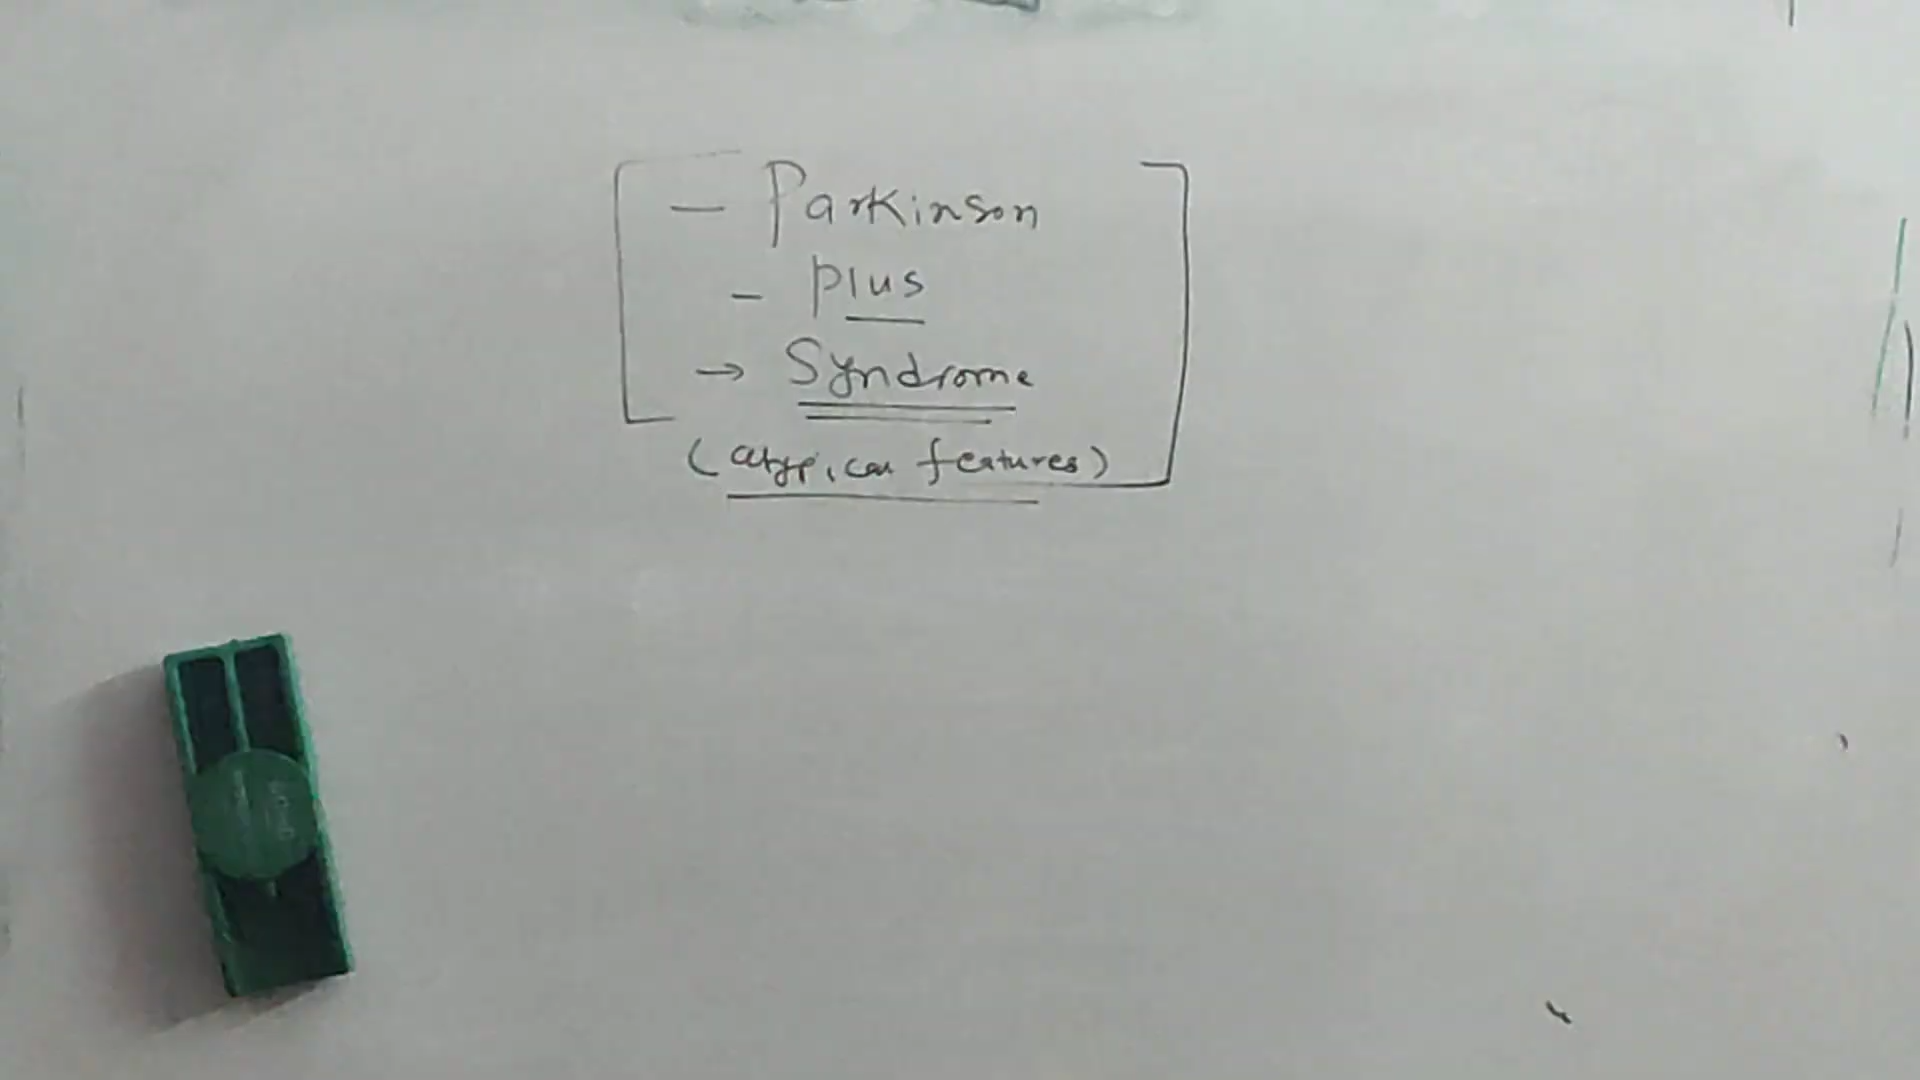 - Parkinson
- Plus
→ Syndrome
(atypical features)